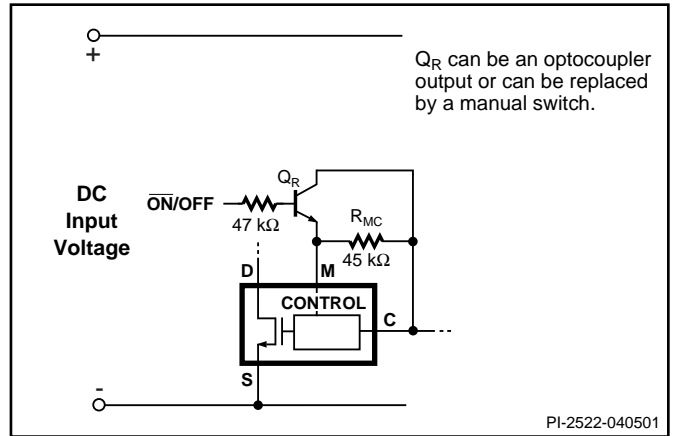 +
Q_R can be an optocoupler
output or can be replaced
by a manual switch.
Q_R
DC
Input
Voltage
O̅N̅/OFF
47 kΩ
R_MC
45 kΩ
D
M
CONTROL
C
S
-
PI-2522-040501